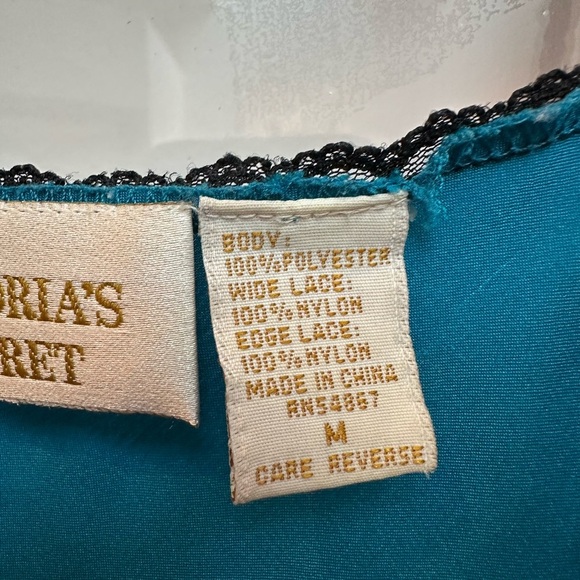 ORIA'S
RET
BODY:
100%POLYESTER
WIDE LACE:
100%NYLON
EDGE LACE:
100%NYLON
MADE IN CHINA
RN54867
M
CARE REVERSE